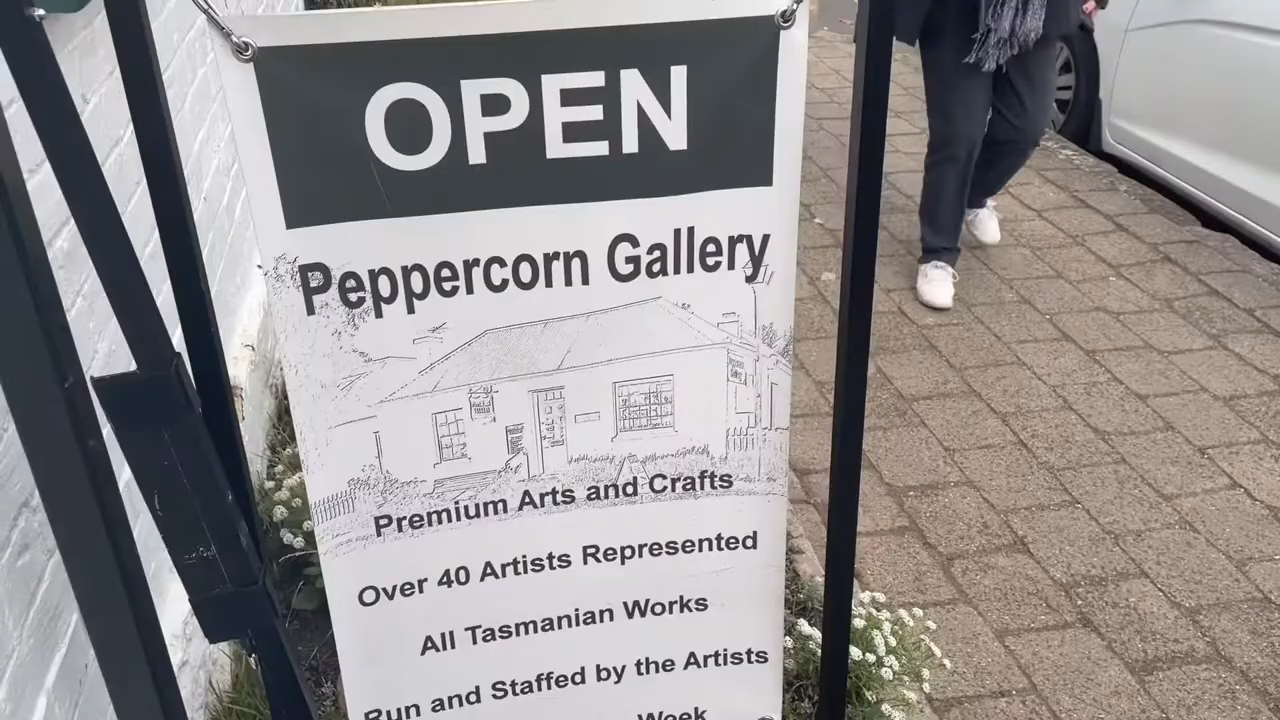 OPEN
Peppercorn Gallery
Premium Arts and Crafts
Over 40 Artists Represented
All Tasmanian Works
Run and Staffed by the Artists
Week